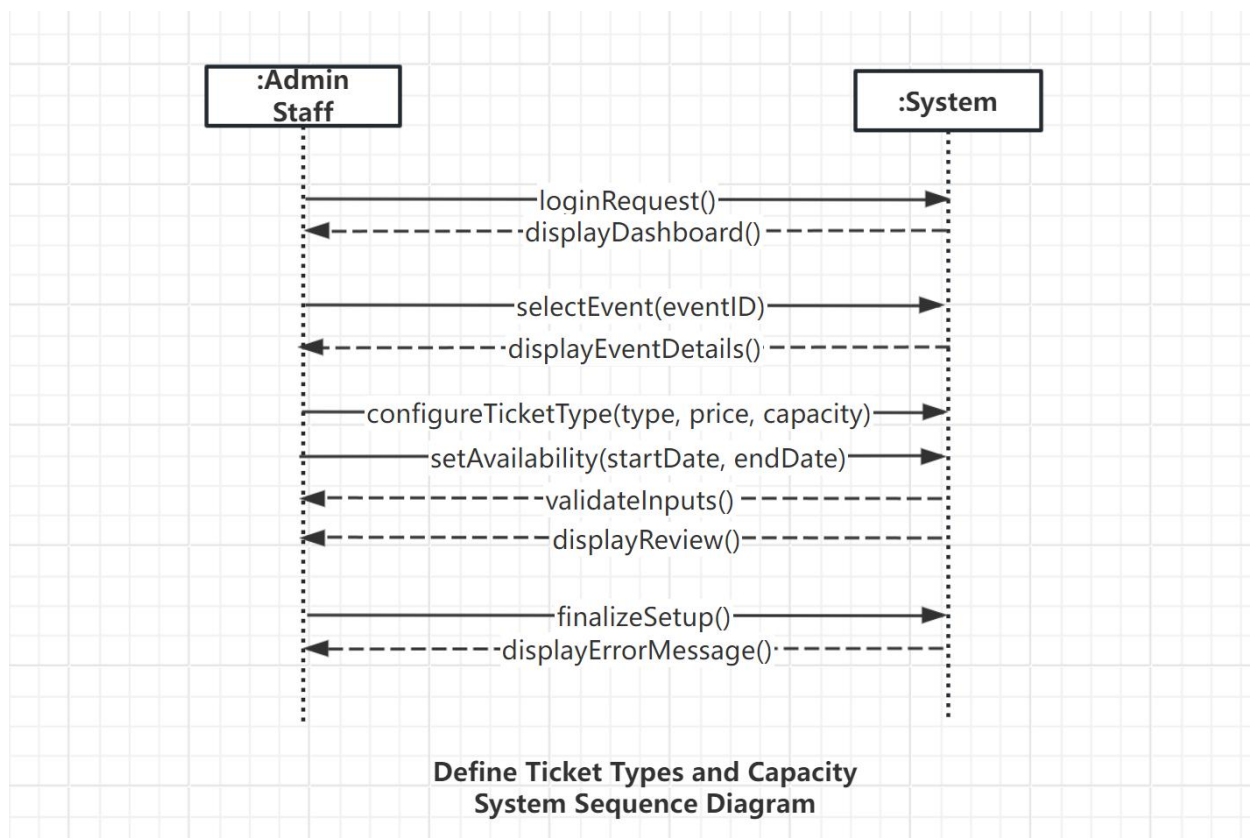 :Admin
Staff
:System
loginRequest()
displayDashboard()
selectEvent(eventID)
displayEventDetails()
configureTicketType(type, price, capacity)
setAvailability(startDate, endDate)
validateInputs()
displayReview()
finalizeSetup()
displayErrorMessage()
Define Ticket Types and Capacity
System Sequence Diagram